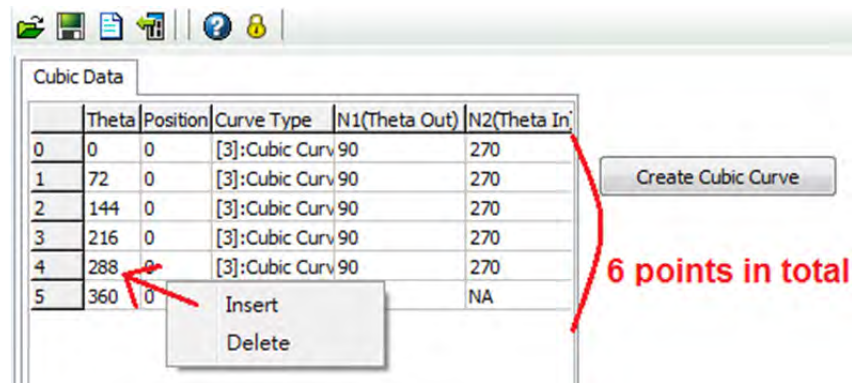 Cubic Data
Theta Position Curve Type N1(Theta Out) N2(Theta In)
0 0 0 [3]:Cubic Curv 90 270
1 72 0 [3]:Cubic Curv 90 270
Create Cubic Curve
2 144 0 [3]:Cubic Curv 90 270
3 216 0 [3]:Cubic Curv 90 270
4 288 0 [3]:Cubic Curv 90 270
6 points in total
5 360 0 NA
Insert
Delete